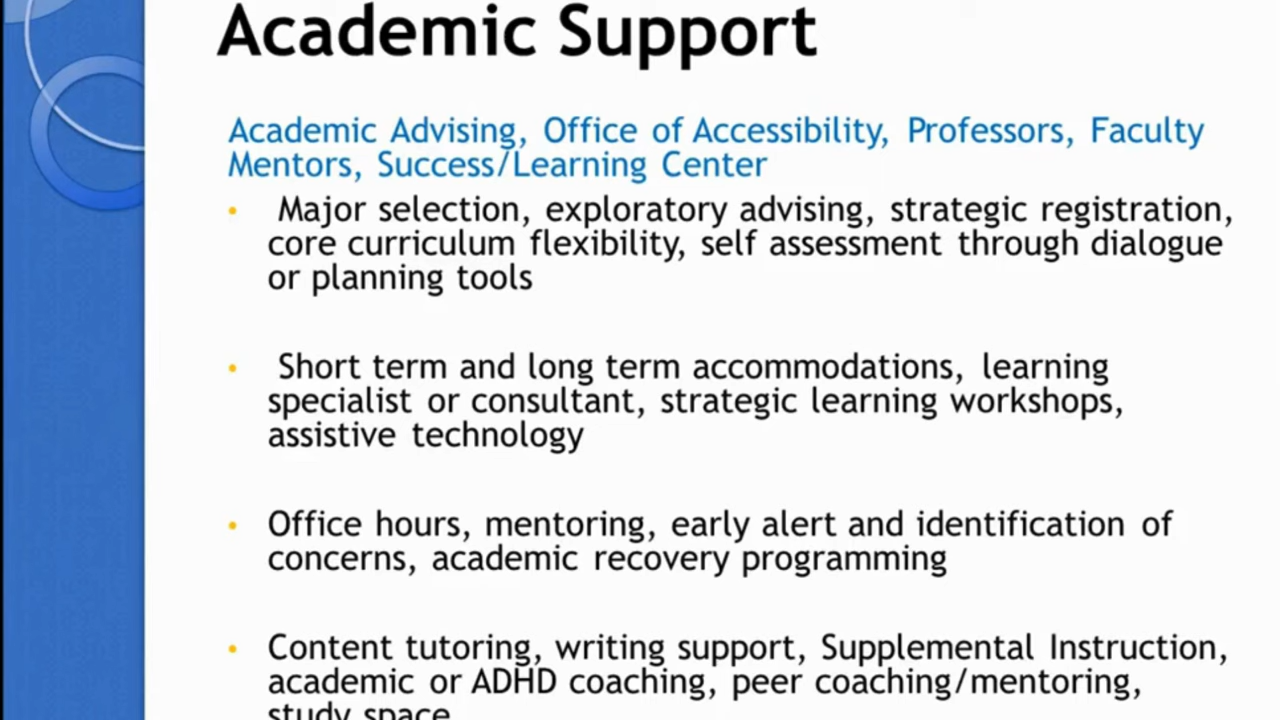 Academic Support
Academic Advising, Office of Accessibility, Professors, Faculty
Mentors, Success/Learning Center
• Major selection, exploratory advising, strategic registration,
core curriculum flexibility, self assessment through dialogue
or planning tools
• Short term and long term accommodations, learning
specialist or consultant, strategic learning workshops,
assistive technology
• Office hours, mentoring, early alert and identification of
concerns, academic recovery programming
• Content tutoring, writing support, Supplemental Instruction,
academic or ADHD coaching, peer coaching/mentoring,
study space